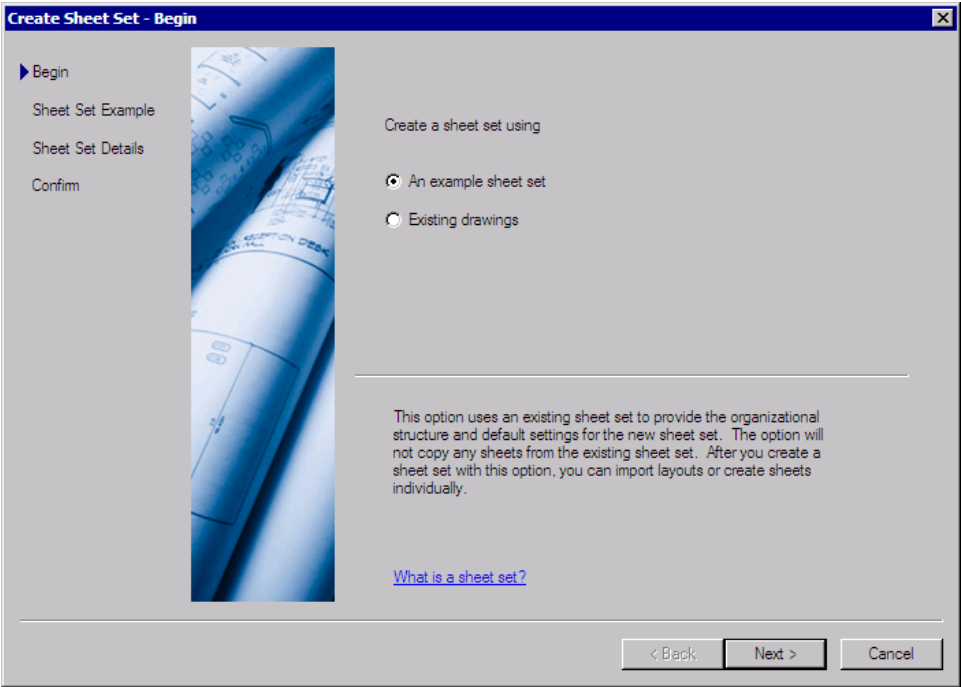 Create Sheet Set - Begin
Begin
Sheet Set Example
Sheet Set Details
Confirm
RECEPTION DESK
Create a sheet set using
An example sheet set
Existing drawings
This option uses an existing sheet set to provide the organizational
structure and default settings for the new sheet set. The option will
not copy any sheets from the existing sheet set. After you create a
sheet set with this option, you can import layouts or create sheets
individually.
What is a sheet set?
< Back
Next >
Cancel